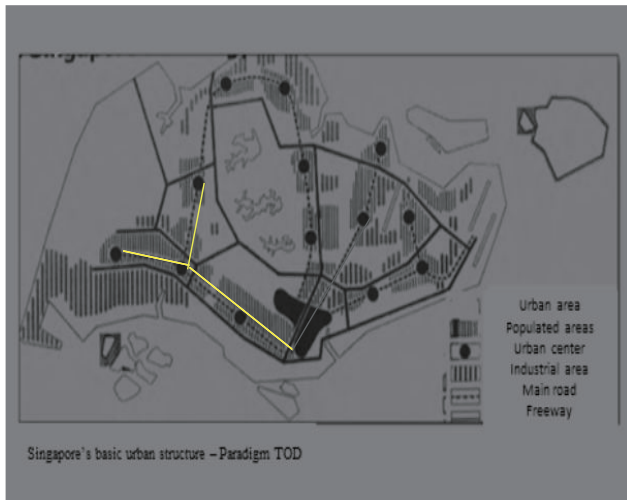 Urban area
Populated areas
Urban center
Industrial area
Main road
Freeway
Singapore's basic urban structure – Paradigm TOD